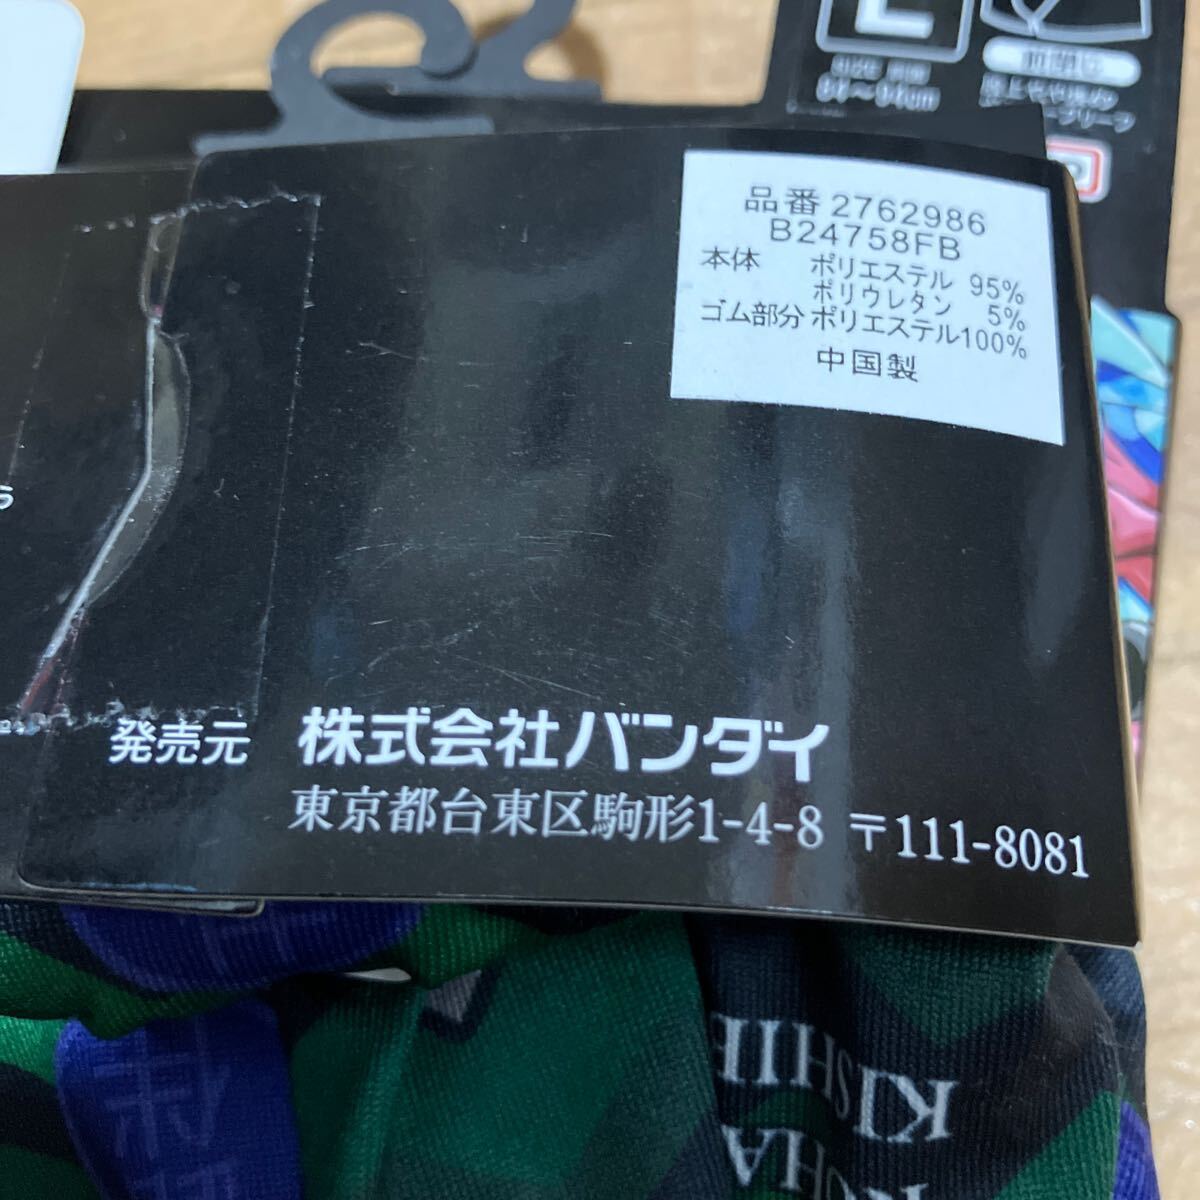 L
84〜94cm
品番 2762986
B24758FB
本体 ポリエステル 95%
ポリウレタン 5%
ゴム部分 ポリエステル100%
中国製
発売元 株式会社バンダイ
東京都台東区駒形1-4-8 〒111-8081
KISHI